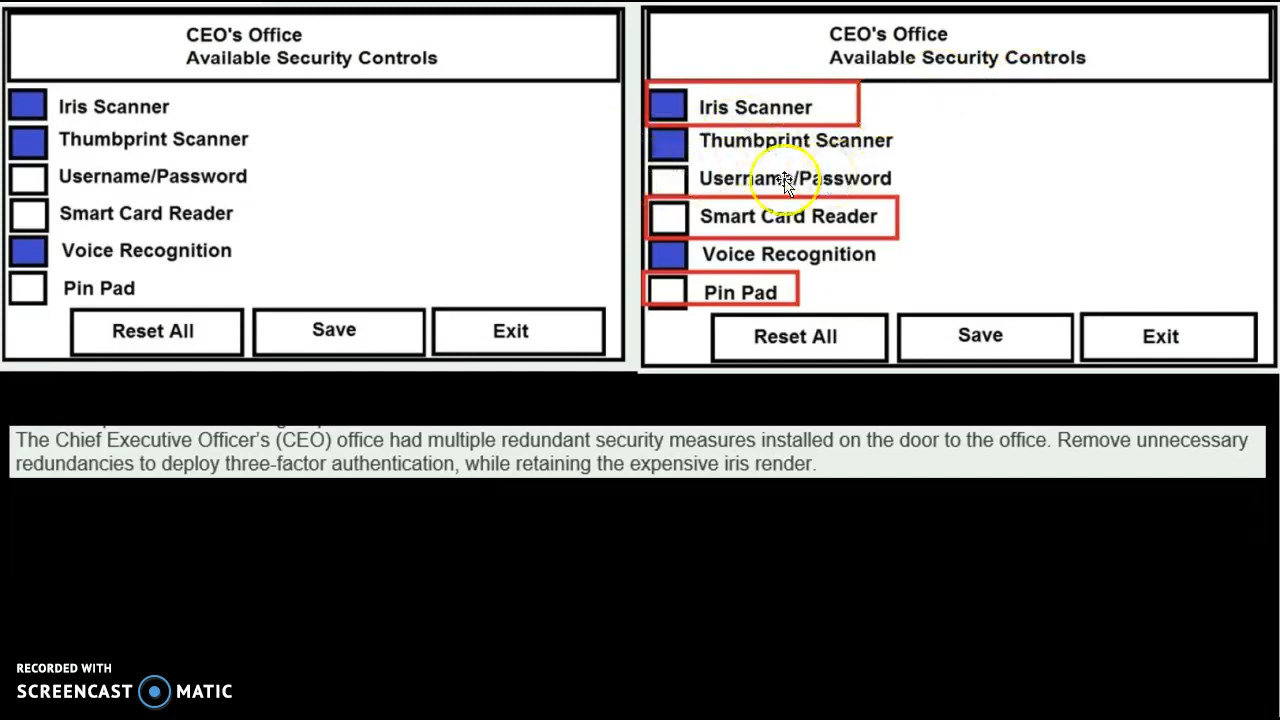 CEO's Office
Available Security Controls
Iris Scanner
Thumbprint Scanner
Username/Password
Smart Card Reader
Voice Recognition
Pin Pad
Reset All
Save
Exit
CEO's Office
Available Security Controls
Iris Scanner
Thumbprint Scanner
Username/Password
Smart Card Reader
Voice Recognition
Pin Pad
Reset All
Save
Exit
The Chief Executive Officer's (CEO) office had multiple redundant security measures installed on the door to the office. Remove unnecessary
redundancies to deploy three-factor authentication, while retaining the expensive iris render.
RECORDED WITH
SCREENCAST MATIC